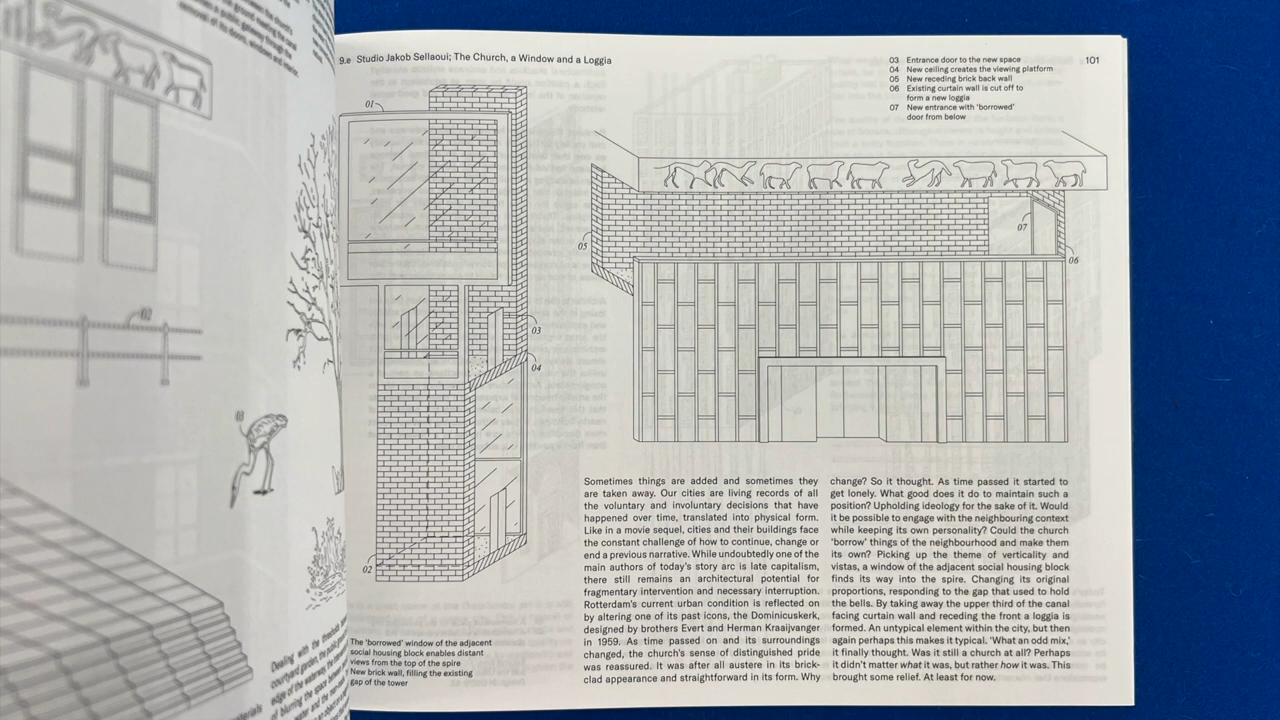 9.e Studio Jakob Sellaoui; The Church, a Window and a Loggia
101
03 Entrance door to the new space
04 New ceiling creates the viewing platform
05 New receding brick back wall
06 Existing curtain wall is cut off to
form a new loggia
07 New entrance with 'borrowed'
door from below
01
03
04
02
05
07
06
02
03
The 'borrowed' window of the adjacent
social housing block enables distant
views from the top of the spire
New brick wall, filling the existing
gap of the tower
Sometimes things are added and sometimes they
are taken away. Our cities are living records of all
the voluntary and involuntary decisions that have
happened over time, translated into physical form.
Like in a movie sequel, cities and their buildings face
the constant challenge of how to continue, change or
end a previous narrative. While undoubtedly one of the
main authors of today's story arc is late capitalism,
there still remains an architectural potential for
fragmentary intervention and necessary interruption.
Rotterdam's current urban condition is reflected on
by altering one of its past icons, the Dominicuskerk,
designed by brothers Evert and Herman Kraaijvanger
in 1959. As time passed on and its surroundings
changed, the church's sense of distinguished pride
was reassured. It was after all austere in its brick-
clad appearance and straightforward in its form. Why
change? So it thought. As time passed it started to
get lonely. What good does it do to maintain such a
position? Upholding ideology for the sake of it. Would
it be possible to engage with the neighbouring context
while keeping its own personality? Could the church
'borrow' things of the neighbourhood and make them
its own? Picking up the theme of verticality and
vistas, a window of the adjacent social housing block
finds its way into the spire. Changing its original
proportions, responding to the gap that used to hold
the bells. By taking away the upper third of the canal
facing curtain wall and receding the front a loggia is
formed. An untypical element within the city, but then
again perhaps this makes it typical. 'What an odd mix,'
it finally thought. Was it still a church at all? Perhaps
it didn't matter what it was, but rather how it was. This
brought some relief. At least for now.